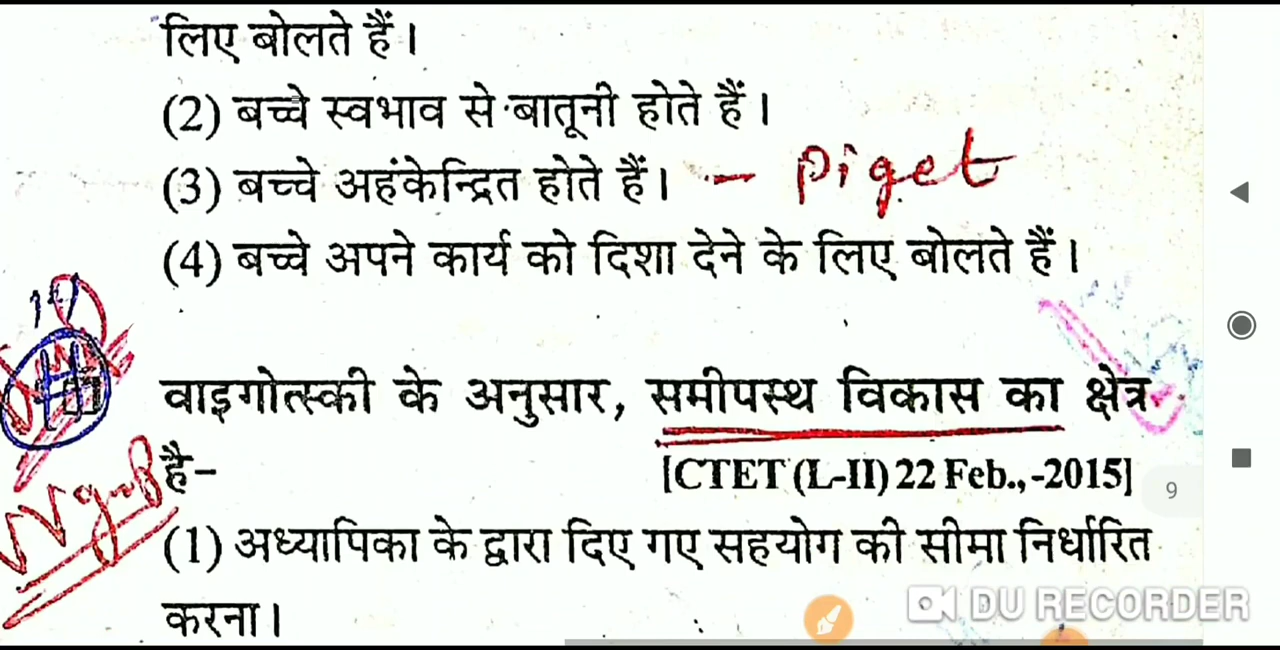 लिए बोलते हैं।
(2) बच्चे स्वभाव से बातूनी होते हैं।
(3) बच्चे अहंकेन्द्रित होते हैं। - Piget
(4) बच्चे अपने कार्य को दिशा देने के लिए बोलते हैं।
वाइगोत्स्की के अनुसार, समीपस्थ विकास का क्षेत्र
है-
[CTET (L-II) 22 Feb.,-2015]
9
(1) अध्यापिका के द्वारा दिए गए सहयोग की सीमा निर्धारित
करना।
DU RECORDER